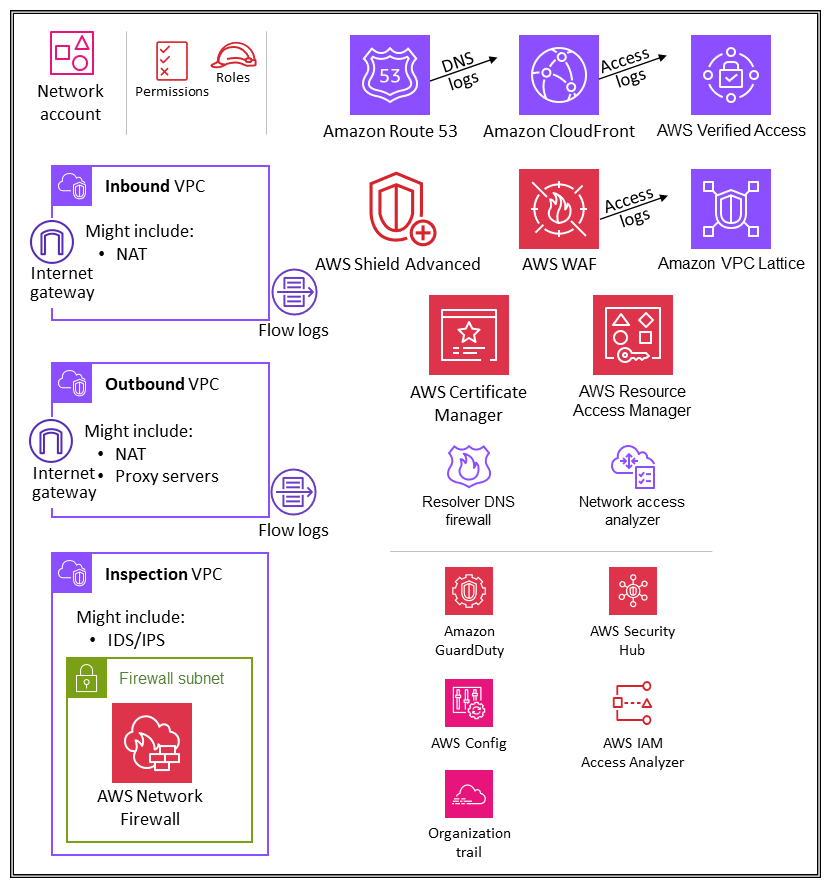 Network
account
Permissions
Roles
53
DNS
logs
Access
logs
Amazon Route 53
Amazon CloudFront
AWS Verified Access
Inbound VPC
Might include:
• NAT
Internet
gateway
Flow logs
AWS Shield Advanced
AWS WAF
Access
logs
Amazon VPC Lattice
AWS Certificate
Manager
AWS Resource
Access Manager
Outbound VPC
Might include:
• NAT
• Proxy servers
Internet
gateway
Flow logs
Resolver DNS
firewall
Network access
analyzer
Inspection VPC
Might include:
• IDS/IPS
Firewall subnet
AWS Network
Firewall
Amazon
GuardDuty
AWS Security
Hub
AWS Config
AWS IAM
Access Analyzer
Organization
trail